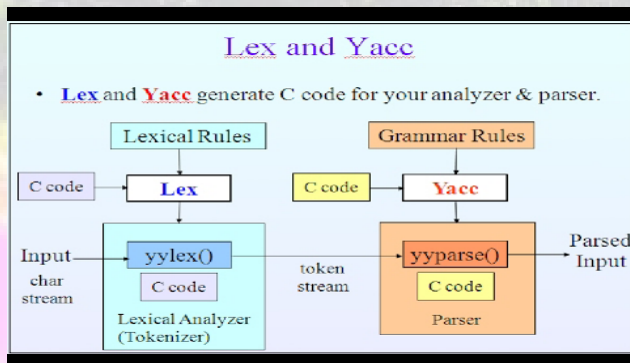 Lex and Yacc
• Lex and Yacc generate C code for your analyzer & parser.
Lexical Rules
Grammar Rules
C code
Lex
C code
Yacc
Input
char
stream
yylex()
C code
Lexical Analyzer
(Tokenizer)
token
stream
yyparse()
C code
Parser
Parsed
Input